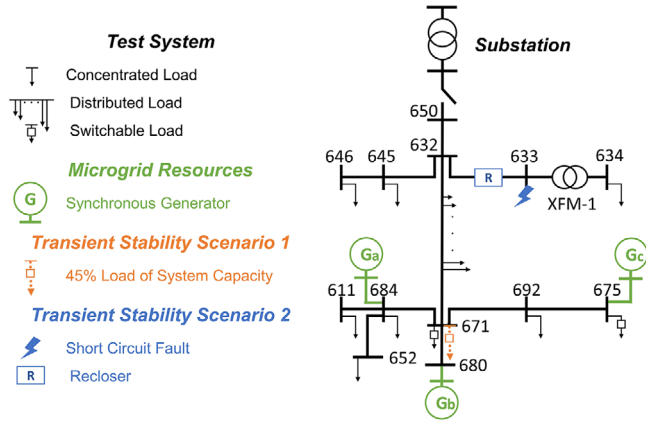 Test System
Concentrated Load
Distributed Load
Switchable Load
Microgrid Resources
G
Synchronous Generator
Transient Stability Scenario 1
45% Load of System Capacity
Transient Stability Scenario 2
Short Circuit Fault
R
Recloser
Substation
650
632
646
645
R
633
634
XFM-1
Ga
Gc
611
684
692
675
671
652
680
Gb